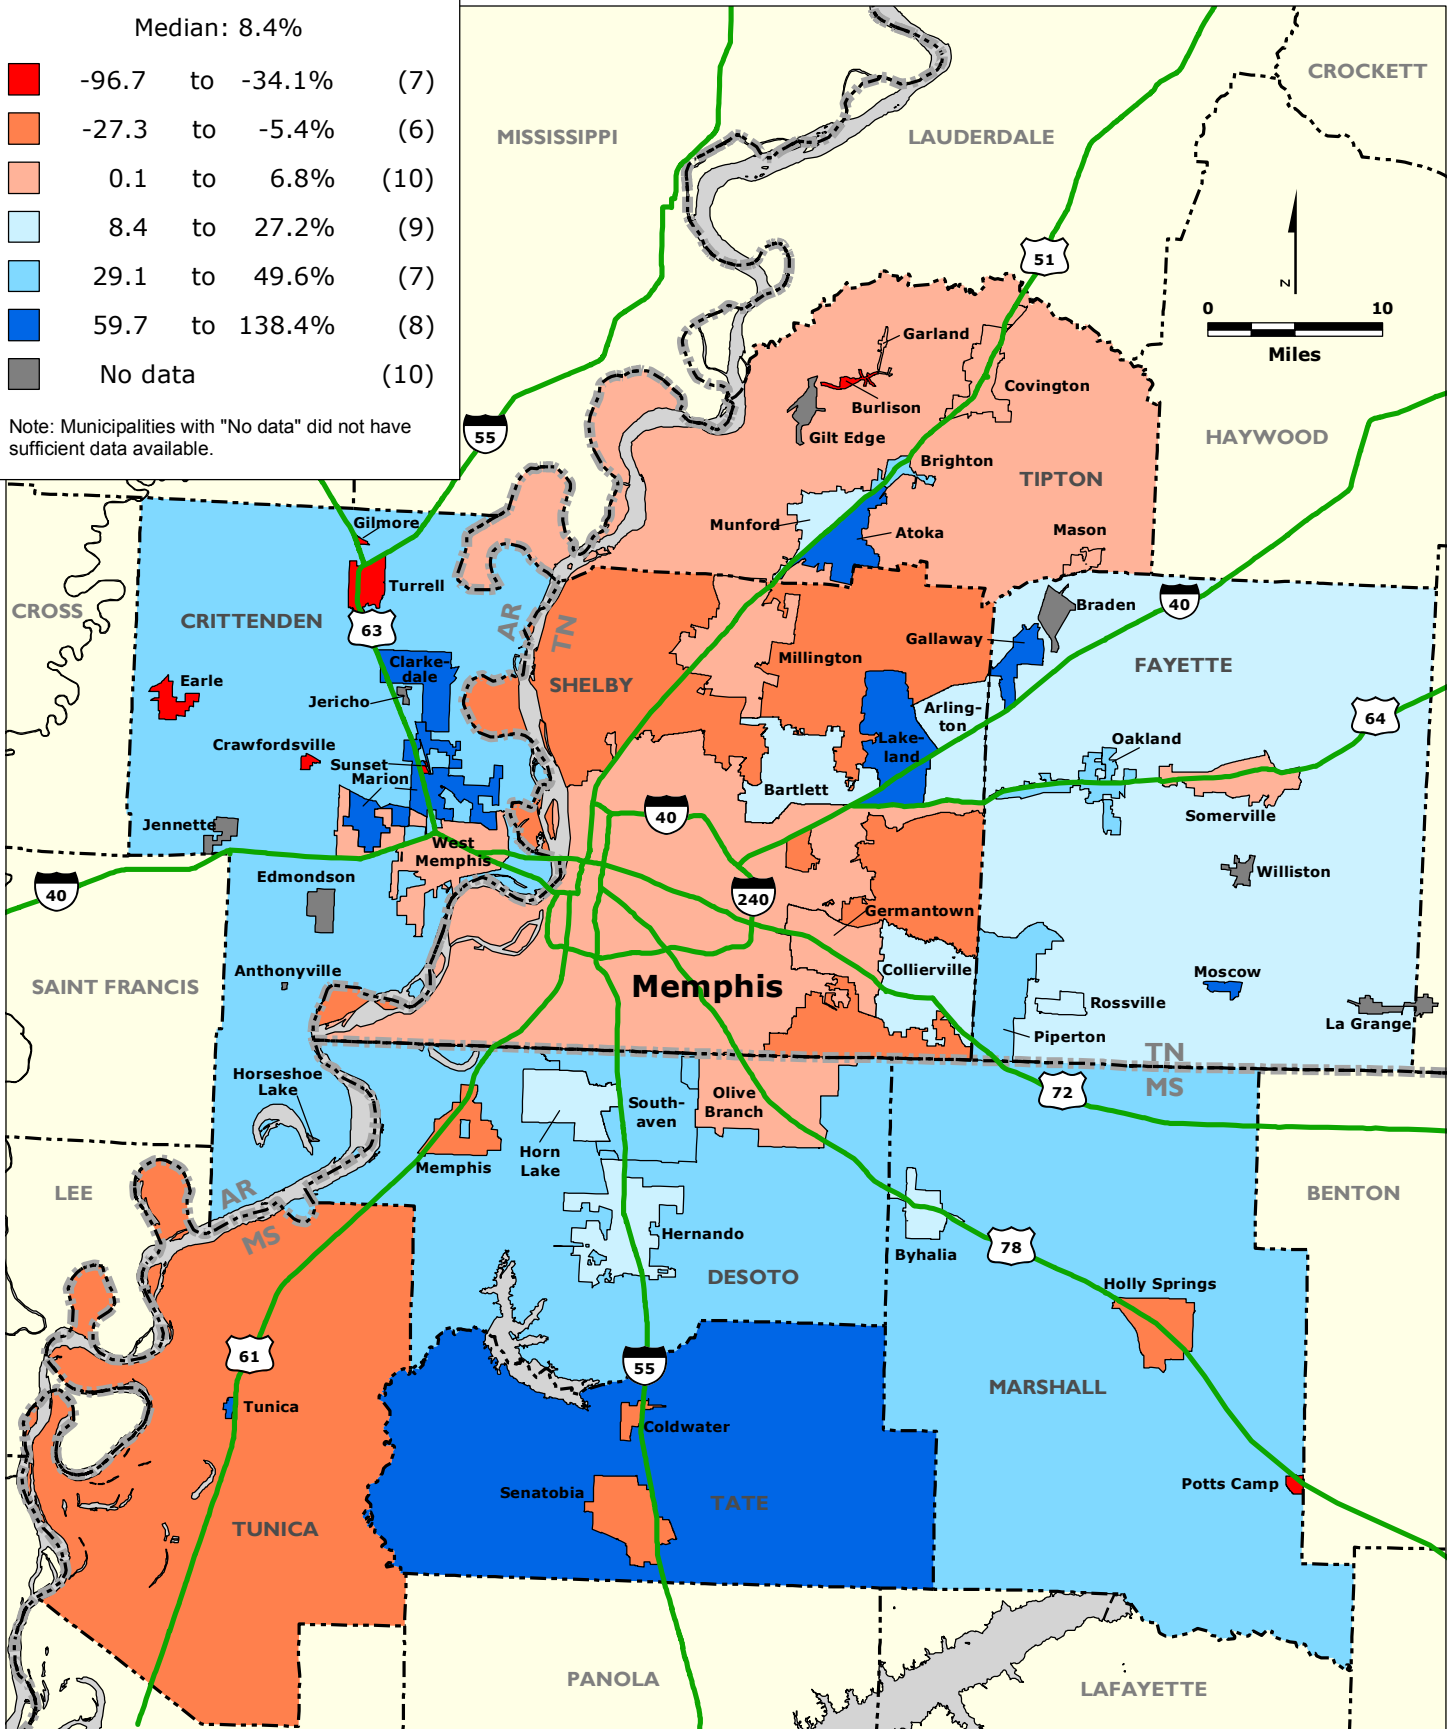 Median: 8.4%
-96.7 to -34.1% (7)
-27.3 to -5.4% (6)
0.1 to 6.8% (10)
8.4 to 27.2% (9)
29.1 to 49.6% (7)
59.7 to 138.4% (8)
No data (10)
Note: Municipalities with "No data" did not have
sufficient data available.
CROCKETT
MISSISSIPPI
LAUDERDALE
51
N
0 10
Miles
Garland
Covington
Burlison
Gilt Edge
HAYWOOD
55
Brighton
TIPTON
Gilmore
Munford
Atoka
Mason
Turrell
CROSS
CRITTENDEN
63
AR
TN
Braden
40
Gallaway
Millington
FAYETTE
Clarke-
dale
SHELBY
Earle
Jericho
Arling-
ton
64
Crawfordsville
Sunset
Marion
Lake-
land
Oakland
Bartlett
Jennette
40
Somerville
West
Memphis
Edmondson
Williston
40
240
Germantown
Anthonyville
Collierville
Moscow
SAINT FRANCIS
Memphis
Rossville
La Grange
Piperton
TN
MS
Horseshoe
Lake
72
South-
aven
Olive
Branch
Horn
Lake
Memphis
LEE
AR
MS
BENTON
Hernando
78
Byhalia
DESOTO
Holly Springs
61
55
MARSHALL
Tunica
Coldwater
Potts Camp
Senatobia
TATE
TUNICA
PANOLA
LAFAYETTE